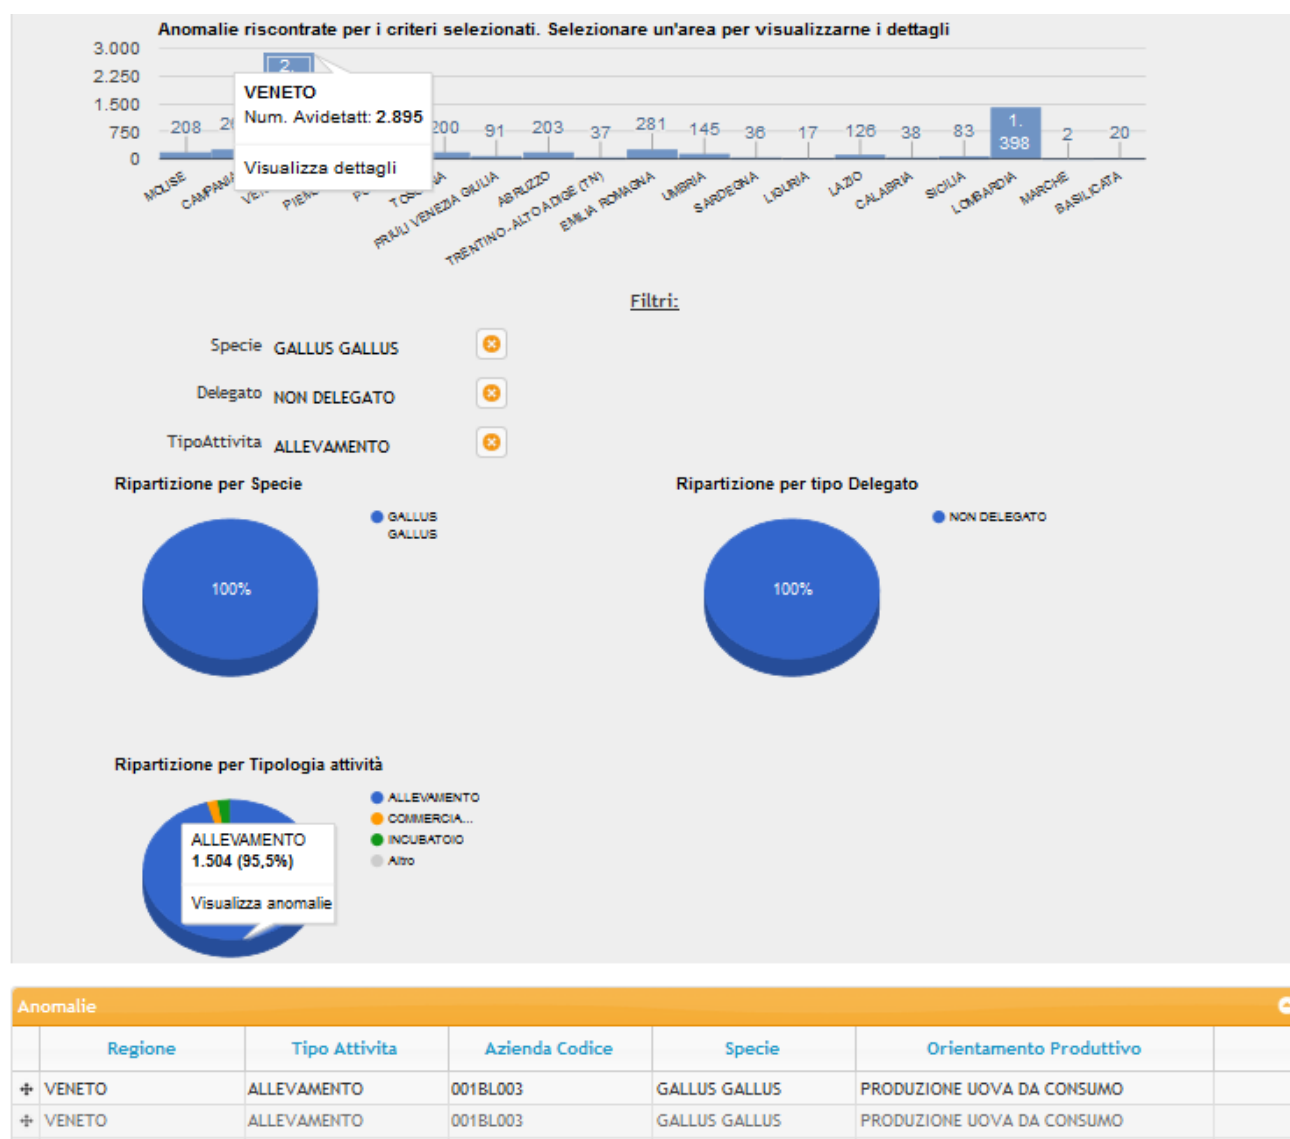 Anomalie riscontrate per i criteri selezionati. Selezionare un'area per visualizzarne i dettagli
3.000
2.250
1.500
750
0
208
2.
VENETO
Num. Avidetatt: 2.895
Visualizza dettagli
200
91
203
37
281
145
36
17
126
38
83
1.
398
2
20
MOLISE
CAMPANIA
TOSCANA
FRIULI VENEZIA GIULIA
ABRUZZO
TRENTINO-ALTO ADIGE (TN)
EMILIA ROMAGNA
UMBRIA
SARDEGNA
LIGURIA
LAZIO
CALABRIA
SICILIA
LOMBARDIA
MARCHE
BASILICATA
Filtri:
Specie GALLUS GALLUS
Delegato NON DELEGATO
TipoAttivita ALLEVAMENTO
Ripartizione per Specie
GALLUS
GALLUS
100%
Ripartizione per tipo Delegato
NON DELEGATO
100%
Ripartizione per Tipologia attività
ALLEVAMENTO
COMMERCIA...
INCUBATOIO
Altro
ALLEVAMENTO
1.504 (95,5%)
Visualizza anomalie
Anomalie
Regione Tipo Attivita Azienda Codice Specie Orientamento Produttivo
VENETO ALLEVAMENTO 001BL003 GALLUS GALLUS PRODUZIONE UOVA DA CONSUMO
VENETO ALLEVAMENTO 001BL003 GALLUS GALLUS PRODUZIONE UOVA DA CONSUMO